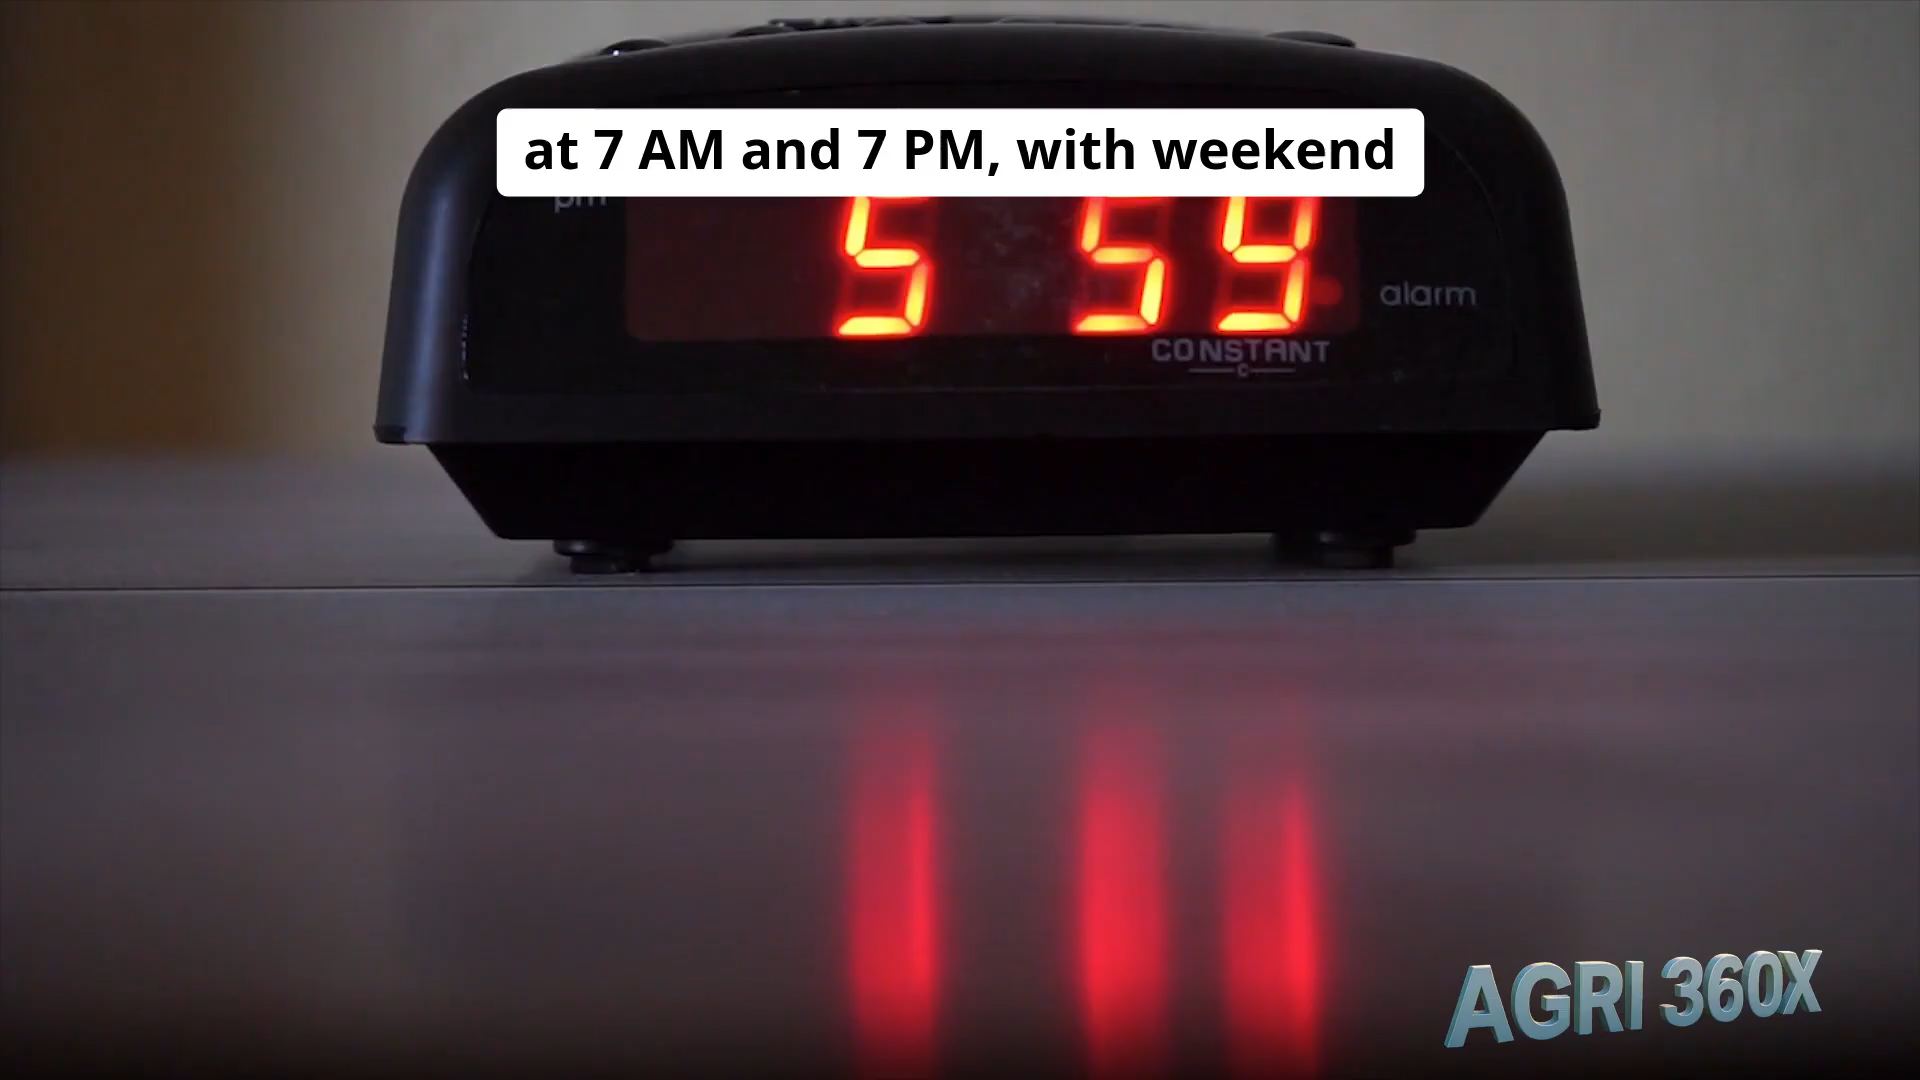 at 7 AM and 7 PM, with weekend
pm
5 59
alarm
CONSTANT
C
AGRI 360X